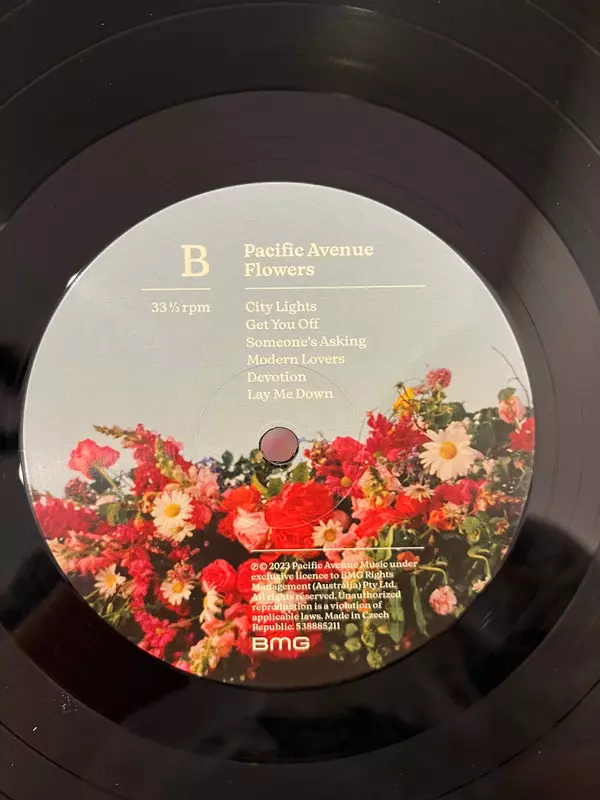 B
Pacific Avenue
Flowers
33 ⅓ rpm
City Lights
Get You Off
Someone's Asking
Modern Lovers
Devotion
Lay Me Down
℗© 2023 Pacific Avenue Music under
exclusive licence to BMG Rights
Management (Australia) Pty Ltd.
All rights reserved. Unauthorized
reproduction is a violation of
applicable laws. Made in Czech
Republic. 538885211
BMG